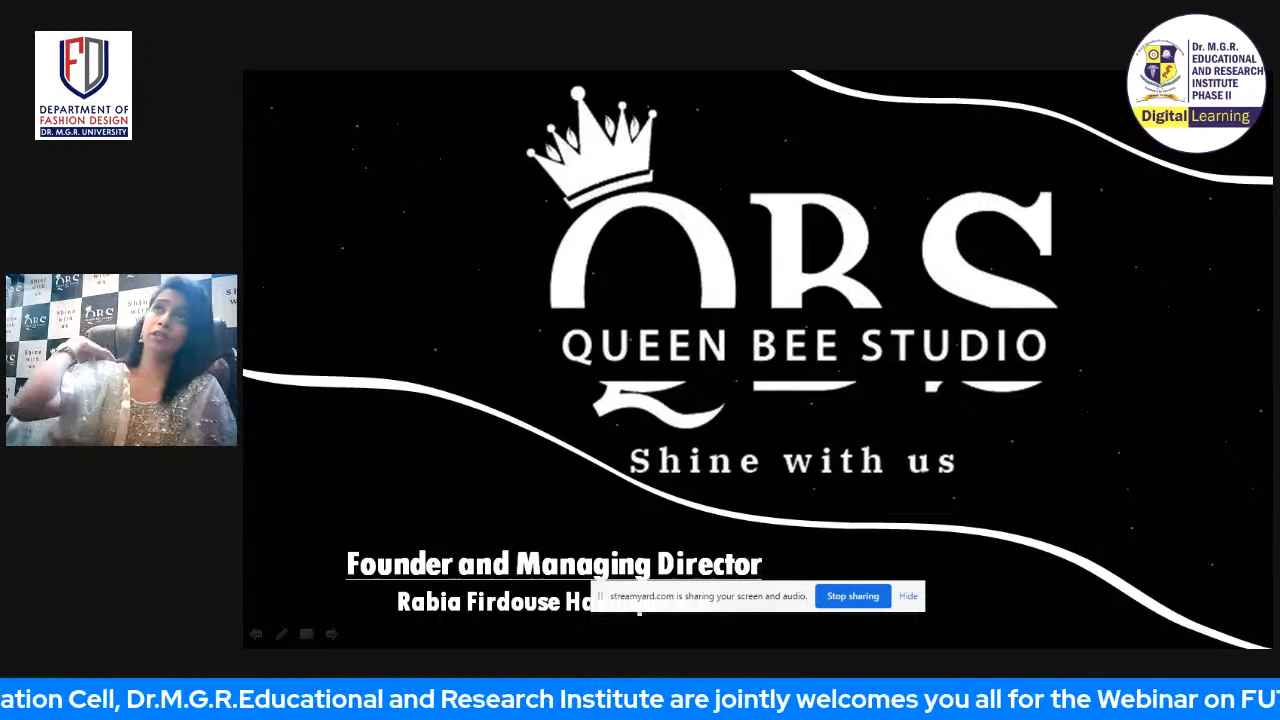 DEPARTMENT OF
FASHION DESIGN
DR. M.G.R. UNIVERSITY
Dr. M.G.R.
EDUCATIONAL
AND RESEARCH
INSTITUTE
PHASE II
Digital Learning
QBS
QUEEN BEE STUDIO
Shine with us
Founder and Managing Director
Rabia Firdouse
streamyard.com is sharing your screen and audio.
Stop sharing
Hide
ation Cell, Dr.M.G.R.Educational and Research Institute are jointly welcomes you all for the Webinar on FU